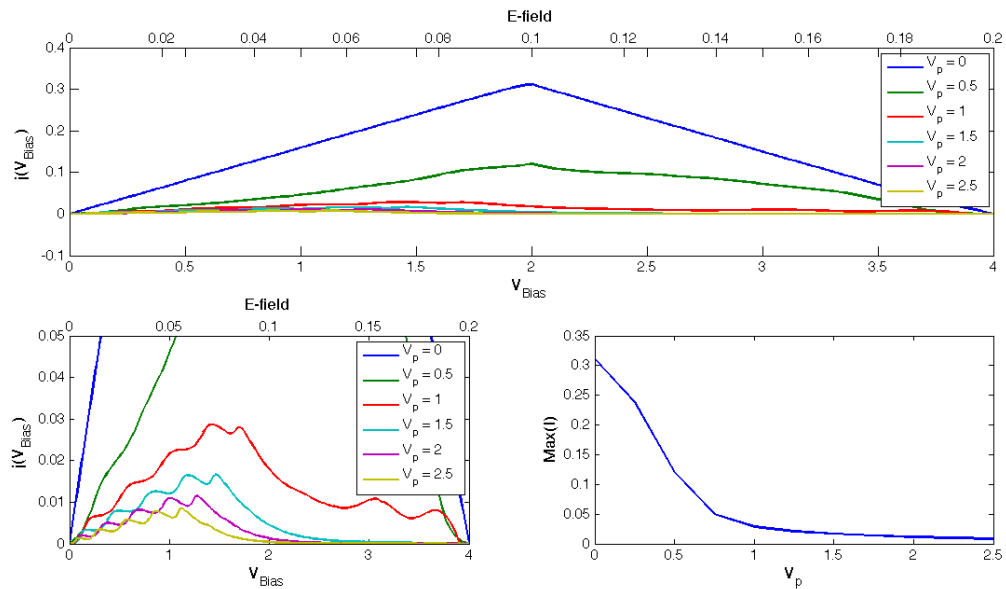 E-field
0 0.02 0.04 0.06 0.08 0.1 0.12 0.14 0.16 0.18 0.2
0.4
0.3
0.2
0.1
0
-0.1
i(V_Bias)
V_p = 0
V_p = 0.5
V_p = 1
V_p = 1.5
V_p = 2
V_p = 2.5
0 0.5 1 1.5 2 2.5 3 3.5 4
V_Bias
E-field
0 0.05 0.1 0.15 0.2
0.05
0.04
0.03
0.02
0.01
0
i(V_Bias)
V_p = 0
V_p = 0.5
V_p = 1
V_p = 1.5
V_p = 2
V_p = 2.5
0 1 2 3 4
V_Bias
0.35
0.3
0.25
0.2
0.15
0.1
0.05
0
Max(I)
0 0.5 1 1.5 2 2.5
V_p